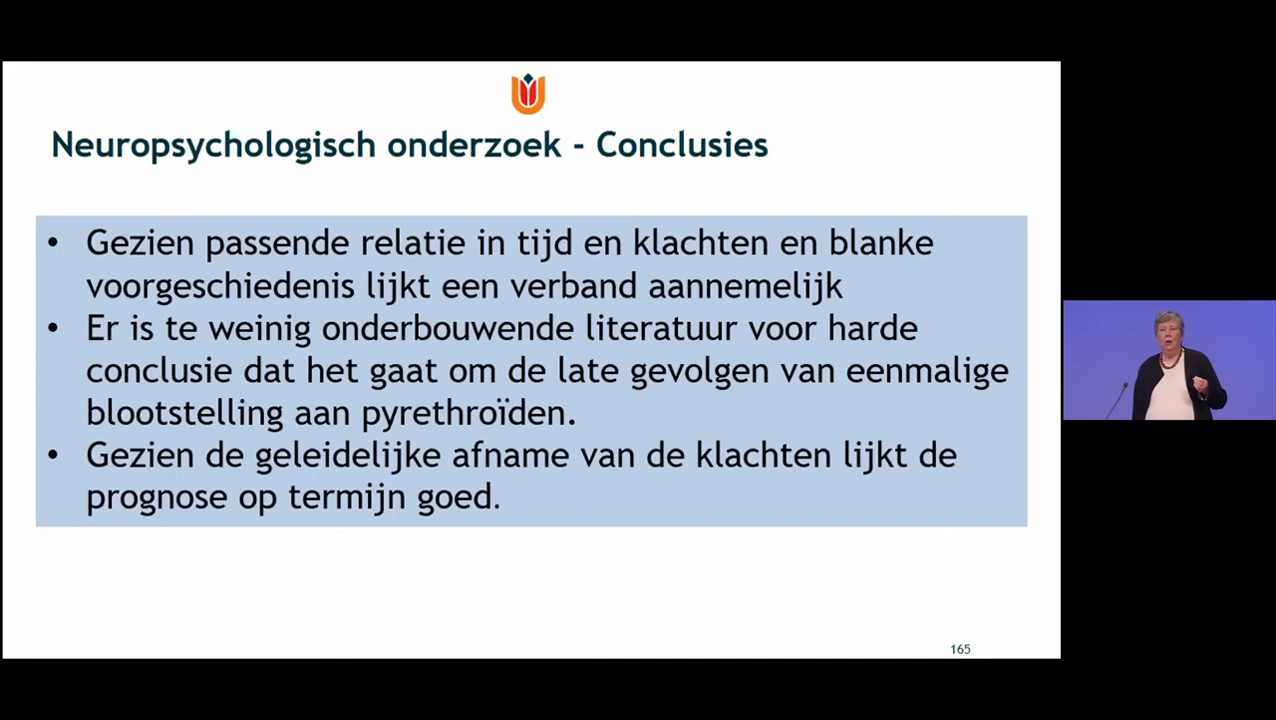 Neuropsychologisch onderzoek - Conclusies
• Gezien passende relatie in tijd en klachten en blanke
voorgeschiedenis lijkt een verband aannemelijk
• Er is te weinig onderbouwende literatuur voor harde
conclusie dat het gaat om de late gevolgen van eenmalige
blootstelling aan pyrethroïden.
• Gezien de geleidelijke afname van de klachten lijkt de
prognose op termijn goed.
165